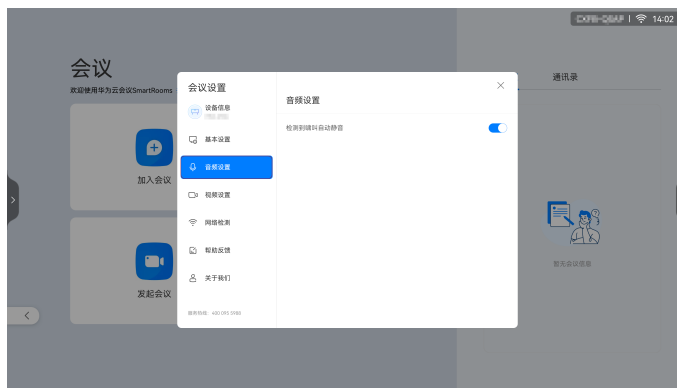 14:02
会议
欢迎使用华为云会议SmartRooms
加入会议
发起会议
会议设置
设备信息
基本设置
音频设置
视频设置
网络检测
帮助反馈
关于我们
音频设置
检测到啸叫自动静音
通讯录
暂无会议信息